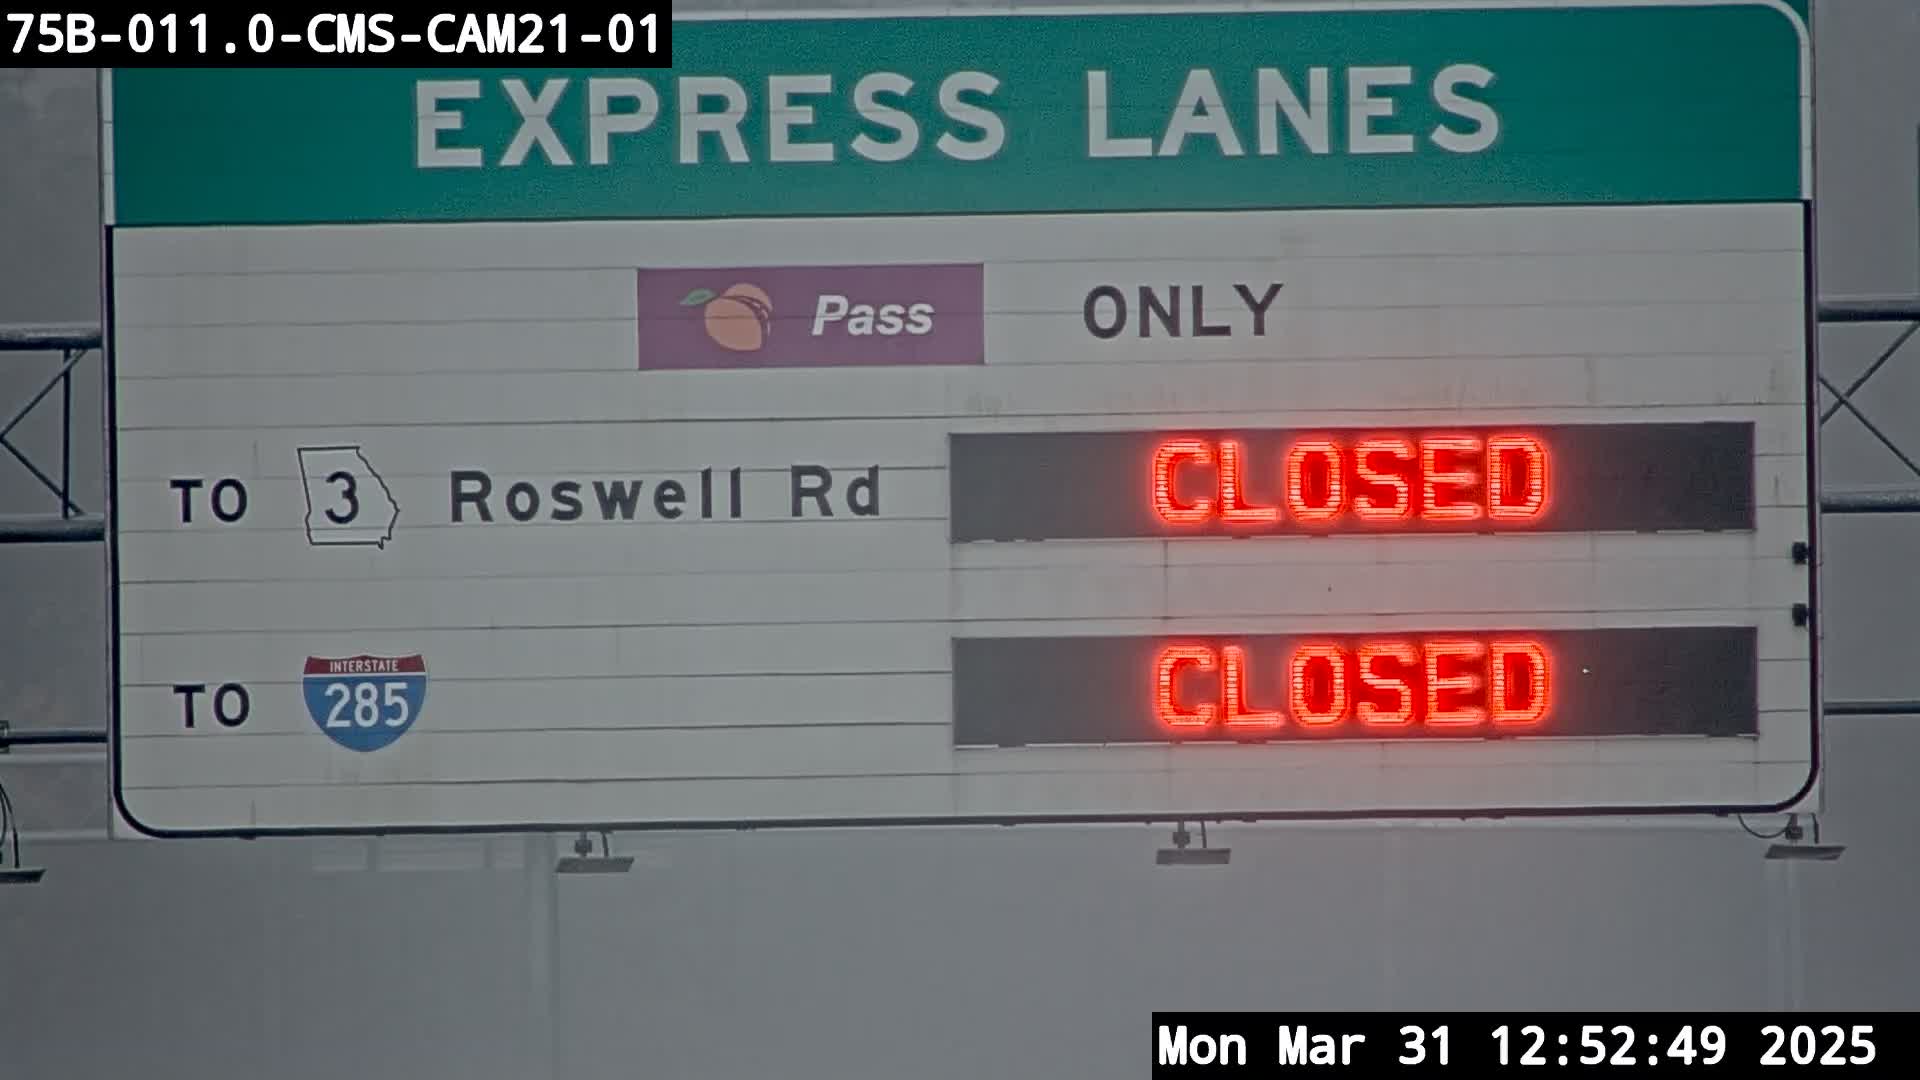 75B-011.0-CMS-CAM21-01
EXPRESS LANES
Pass ONLY
TO 3 Roswell Rd CLOSED
TO INTERSTATE 285 CLOSED
Mon Mar 31 12:52:49 2025